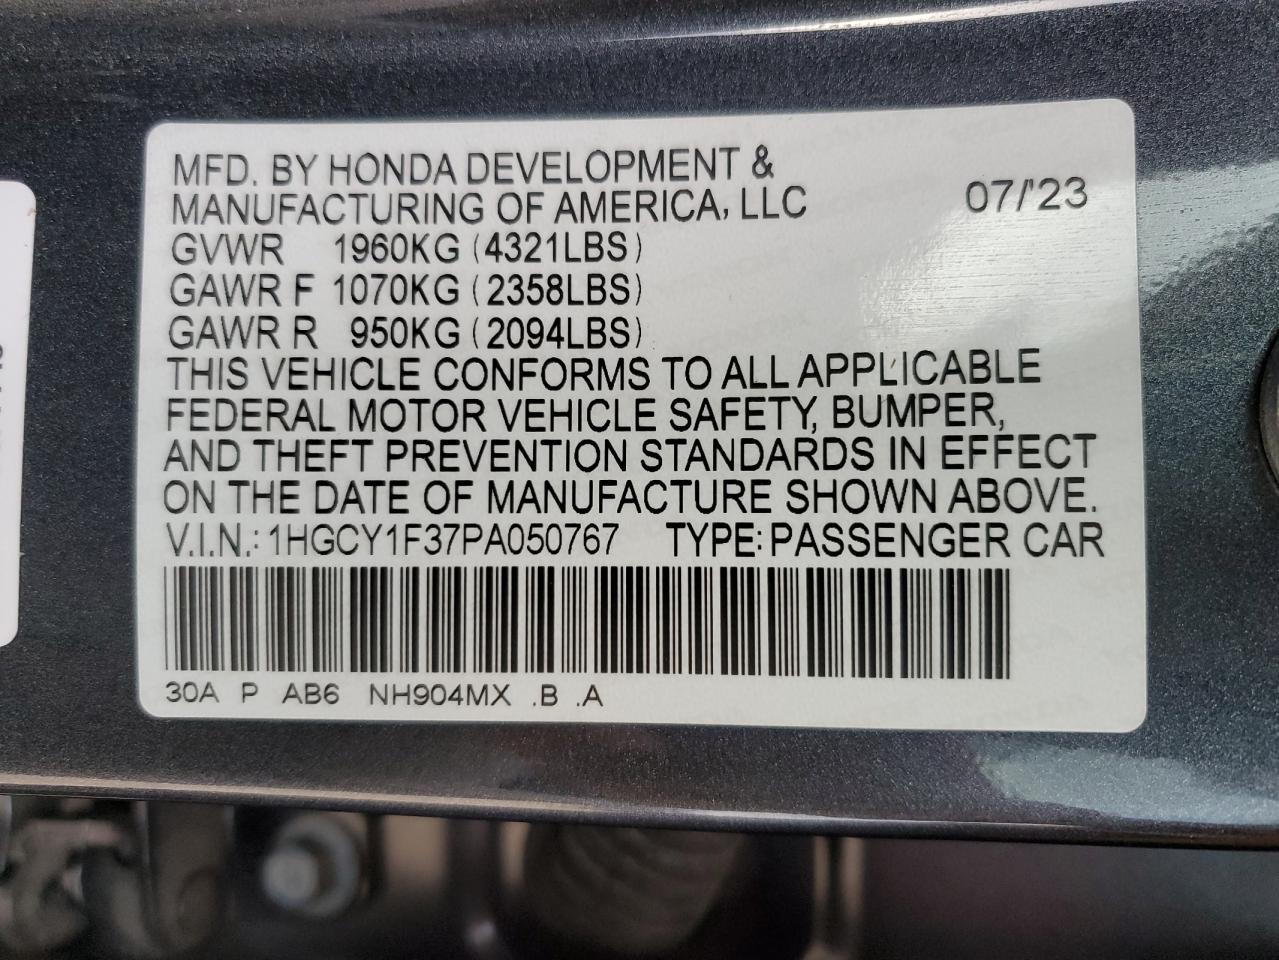 MFD. BY HONDA DEVELOPMENT &
MANUFACTURING OF AMERICA, LLC 07/'23
GVWR 1960KG (4321LBS)
GAWR F 1070KG (2358LBS)
GAWR R 950KG (2094LBS)
THIS VEHICLE CONFORMS TO ALL APPLICABLE
FEDERAL MOTOR VEHICLE SAFETY, BUMPER,
AND THEFT PREVENTION STANDARDS IN EFFECT
ON THE DATE OF MANUFACTURE SHOWN ABOVE.
V.I.N.: 1HGCY1F37PA050767 TYPE: PASSENGER CAR
30A P AB6 NH904MX .B .A